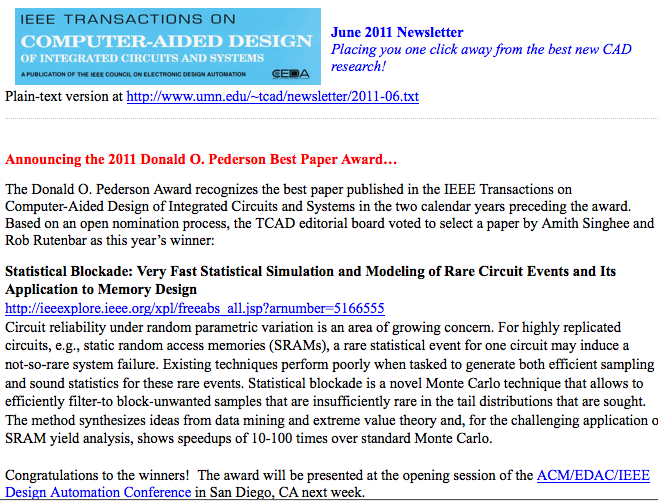 IEEE TRANSACTIONS ON
COMPUTER-AIDED DESIGN
OF INTEGRATED CIRCUITS AND SYSTEMS
A PUBLICATION OF THE IEEE COUNCIL ON ELECTRONIC DESIGN AUTOMATION
CEDA
June 2011 Newsletter
Placing you one click away from the best new CAD
research!
Plain-text version at http://www.umn.edu/~tcad/newsletter/2011-06.txt
Announcing the 2011 Donald O. Pederson Best Paper Award…
The Donald O. Pederson Award recognizes the best paper published in the IEEE Transactions on
Computer-Aided Design of Integrated Circuits and Systems in the two calendar years preceding the award.
Based on an open nomination process, the TCAD editorial board voted to select a paper by Amith Singhee and
Rob Rutenbar as this year's winner:
Statistical Blockade: Very Fast Statistical Simulation and Modeling of Rare Circuit Events and Its
Application to Memory Design
http://ieeexplore.ieee.org/xpl/freeabs_all.jsp?arnumber=5166555
Circuit reliability under random parametric variation is an area of growing concern. For highly replicated
circuits, e.g., static random access memories (SRAMs), a rare statistical event for one circuit may induce a
not-so-rare system failure. Existing techniques perform poorly when tasked to generate both efficient sampling
and sound statistics for these rare events. Statistical blockade is a novel Monte Carlo technique that allows to
efficiently filter-to block-unwanted samples that are insufficiently rare in the tail distributions that are sought.
The method synthesizes ideas from data mining and extreme value theory and, for the challenging application o
SRAM yield analysis, shows speedups of 10-100 times over standard Monte Carlo.
Congratulations to the winners! The award will be presented at the opening session of the ACM/EDAC/IEEE
Design Automation Conference in San Diego, CA next week.